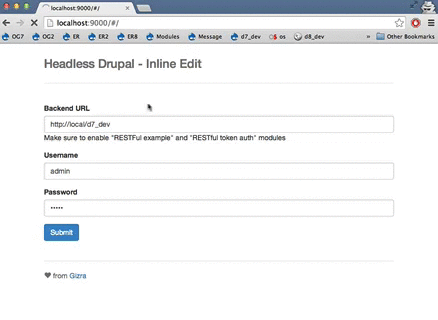 localhost:9000/#/
localhost:9000/#/
OG7 OG2 ER ER2 ER8 Modules Message d7_dev os d8_dev » Other Bookmarks
Headless Drupal - Inline Edit
Backend URL
http://local/d7_dev
Make sure to enable "RESTFul example" and "RESTful token auth" modules
Username
admin
Password
•••••
Submit
♥ from Gizra